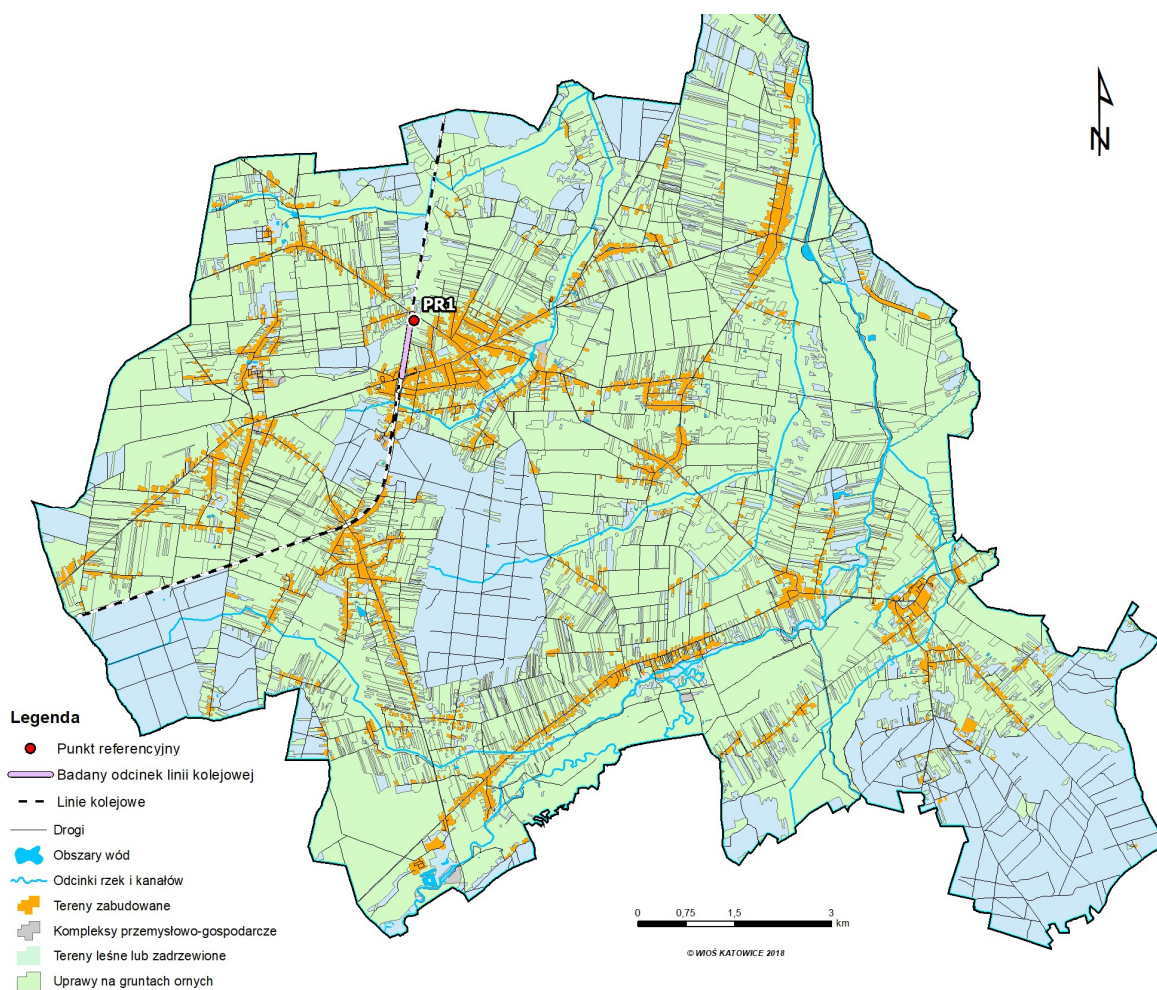 N
PR1
Legenda
Punkt referencyjny
Badany odcinek linii kolejowej
Linie kolejowe
Drogi
Obszary wód
Odcinki rzek i kanałów
Tereny zabudowane
Kompleksy przemysłowo-gospodarcze
Tereny leśne lub zadrzewione
Uprawy na gruntach ornych
0 0,75 1,5 3
km
©WIOŚ KATOWICE 2018